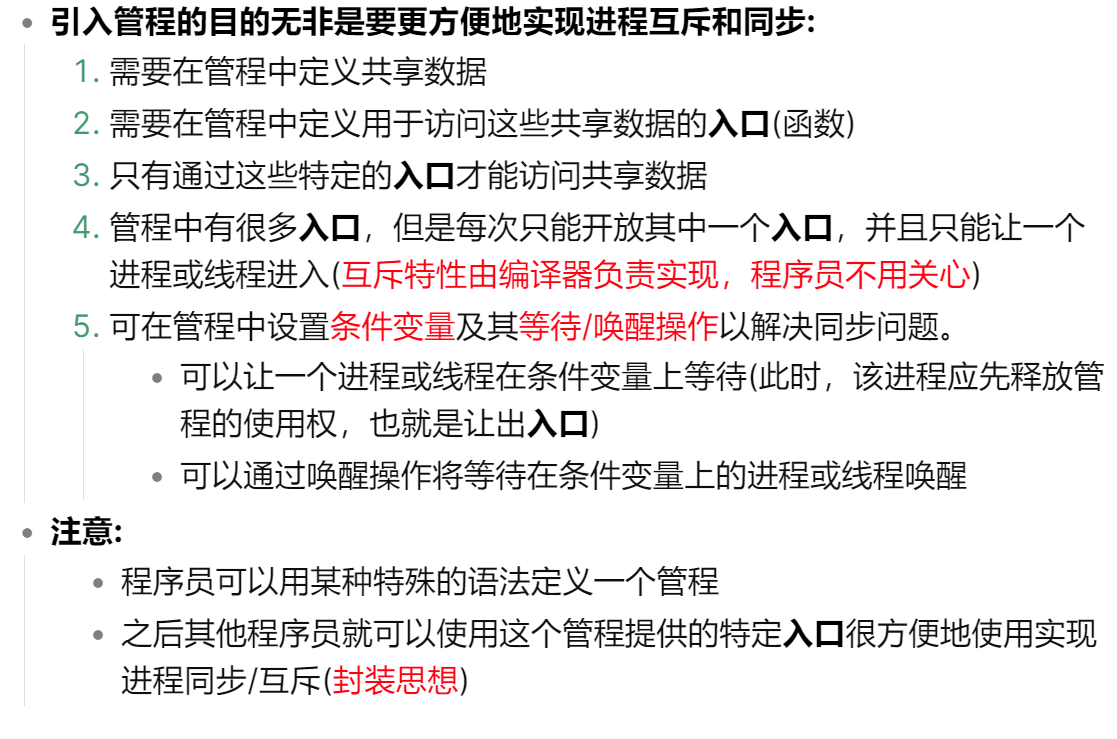 引入管程的目的无非是要更方便地实现进程互斥和同步:
1. 需要在管程中定义共享数据
2. 需要在管程中定义用于访问这些共享数据的入口(函数)
3. 只有通过这些特定的入口才能访问共享数据
4. 管程中有很多入口，但是每次只能开放其中一个入口，并且只能让一个
进程或线程进入(互斥特性由编译器负责实现，程序员不用关心)
5. 可在管程中设置条件变量及其等待/唤醒操作以解决同步问题。
可以让一个进程或线程在条件变量上等待(此时，该进程应先释放管
程的使用权，也就是让出入口)
可以通过唤醒操作将等待在条件变量上的进程或线程唤醒
注意:
程序员可以用某种特殊的语法定义一个管程
之后其他程序员就可以使用这个管程提供的特定入口很方便地使用实现
进程同步/互斥(封装思想)